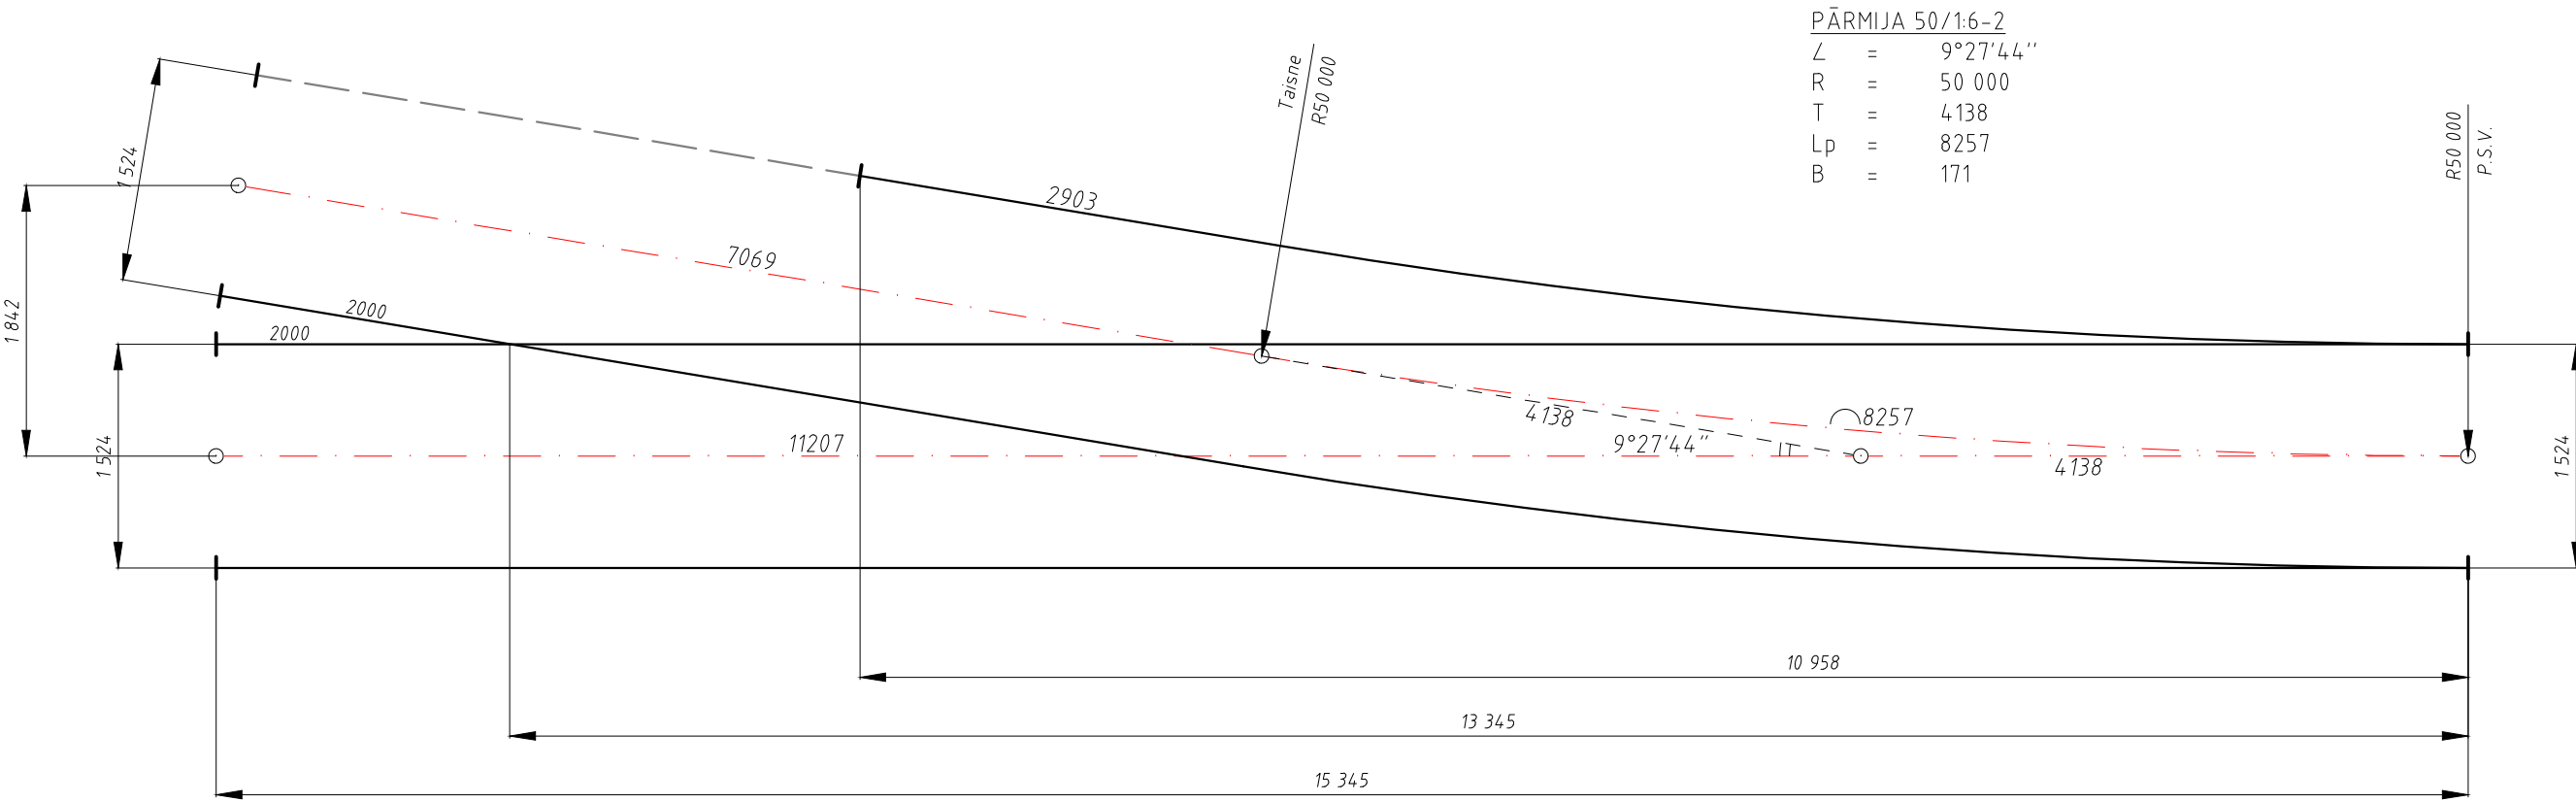 PĀRMIJA 50/1:6-2
∠ = 9°27'44''
R = 50 000
T = 4138
Lp = 8257
B = 171
Taisne
R50 000
R50 000
P.S.V.
1 524
2903
7069
2000
2000
1 842
1 524
11207
4138
9°27'44''
8257
4138
1 524
10 958
13 345
15 345